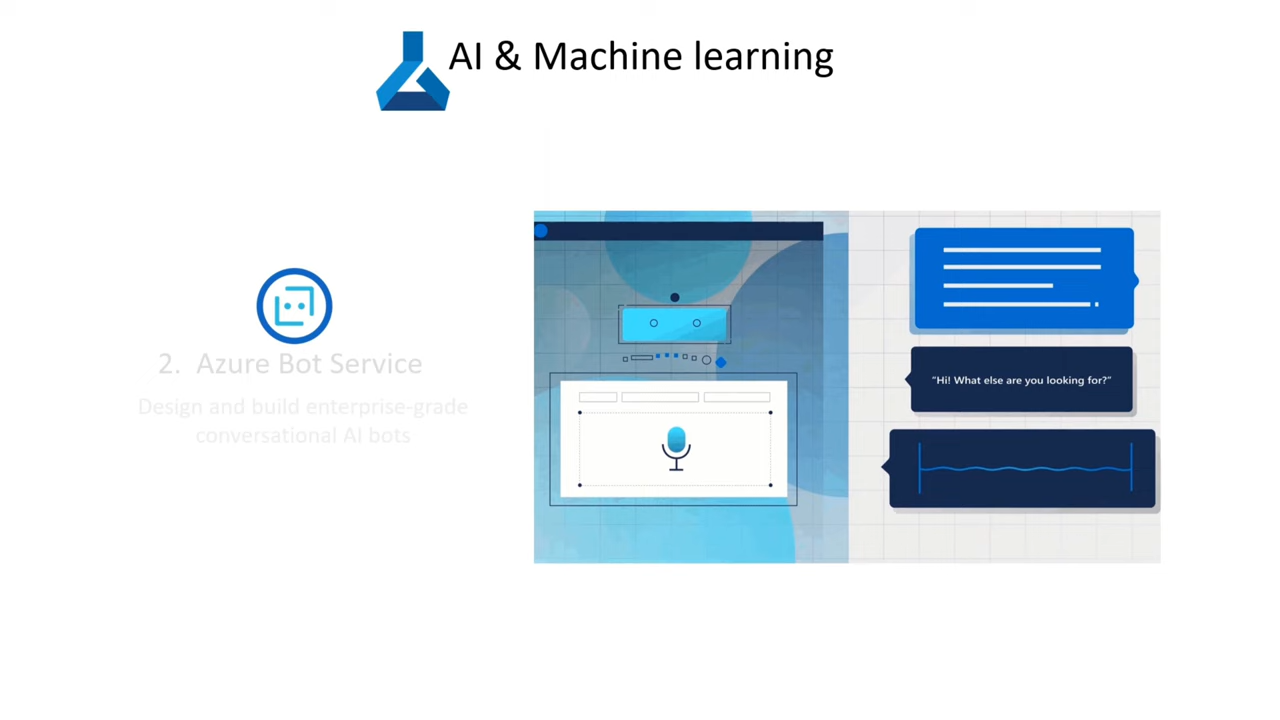 AI & Machine learning
2. Azure Bot Service
Design and build enterprise-grade
conversational AI bots
“Hi! What else are you looking for?”